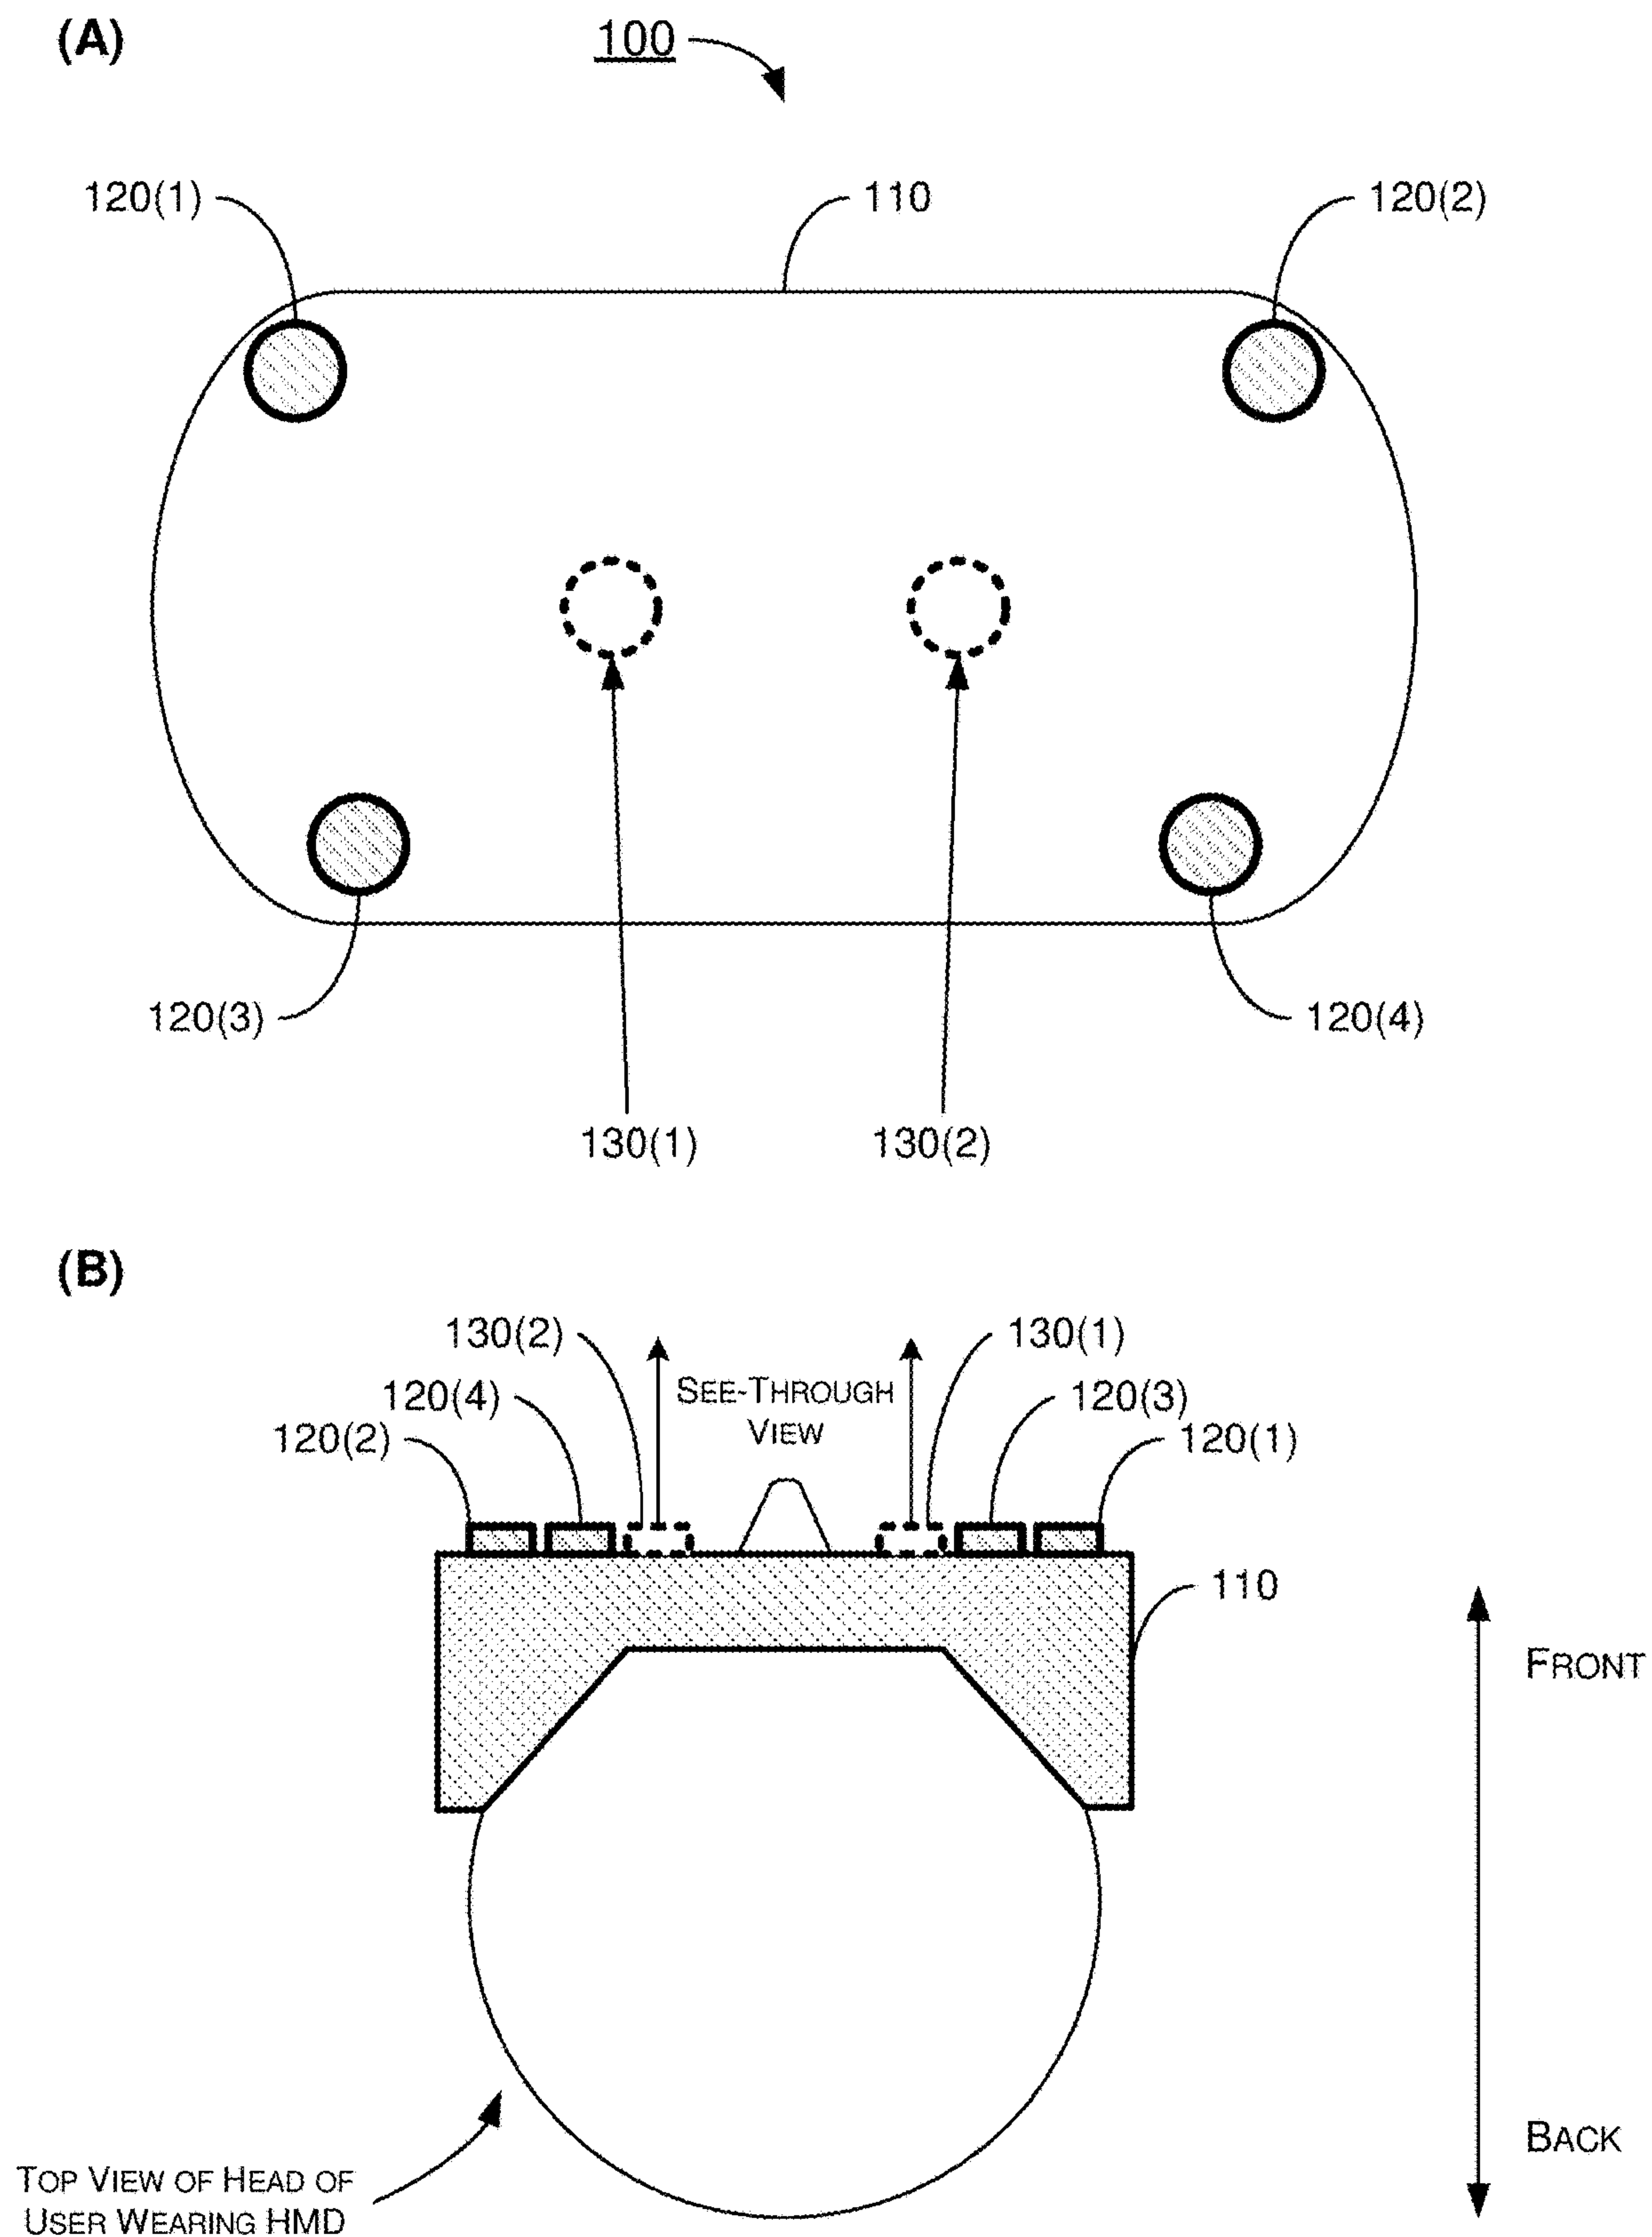 (A)
100
120(1)
110
120(2)
120(3)
120(4)
130(1)
130(2)
(B)
130(2)
130(1)
SEE-THROUGH
VIEW
120(4)
120(3)
120(2)
120(1)
110
FRONT
BACK
TOP VIEW OF HEAD OF
USER WEARING HMD